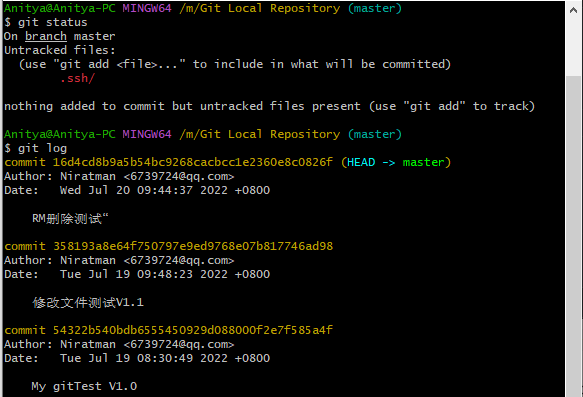 Anitya@Anitya-PC MINGW64 /m/Git Local Repository (master)
$ git status
On branch master
Untracked files:
  (use "git add <file>..." to include in what will be committed)
        .ssh/
nothing added to commit but untracked files present (use "git add" to track)
Anitya@Anitya-PC MINGW64 /m/Git Local Repository (master)
$ git log
commit 16d4cd8b9a5b54bc9268cacbcc1e2360e8c0826f (HEAD -> master)
Author: Niratman <6739724@qq.com>
Date:   Wed Jul 20 09:44:37 2022 +0800
    RM删除测试“
commit 358193a8e64f750797e9ed9768e07b817746ad98
Author: Niratman <6739724@qq.com>
Date:   Tue Jul 19 09:48:23 2022 +0800
    修改文件测试V1.1
commit 54322b540bdb6555450929d088000f2e7f585a4f
Author: Niratman <6739724@qq.com>
Date:   Tue Jul 19 08:30:49 2022 +0800
    My gitTest V1.0